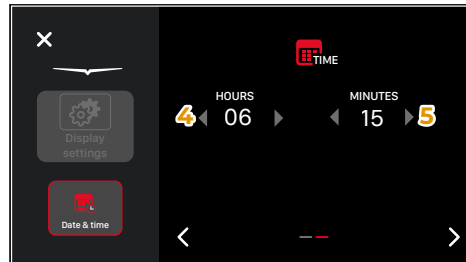 TIME
HOURS
MINUTES
4
06
15
5
Display
settings
Date & time